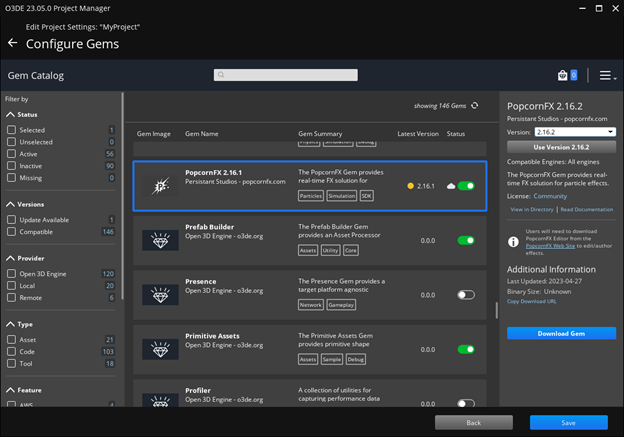 O3DE 23.05.0 Project Manager
Edit Project Settings: "MyProject"
Configure Gems
Gem Catalog
0
Filter by
Status
Selected 1
Unselected 0
Active 56
Inactive 90
Missing 0
Versions
Update Available 1
Compatible 146
Provider
Open 3D Engine 120
Local 20
Remote 6
Type
Asset 21
Code 103
Tool 18
Feature
AWS
showing 146 Gems
Gem Image Gem Name Gem Summary Latest Version Status
Physics Simulation Debug
PopcornFX 2.16.1
Persistant Studios - popcornfx.com
The PopcornFX Gem provides
real-time FX solution for
Particles Simulation SDK
2.16.1
Prefab Builder
Open 3D Engine - o3de.org
The Prefab Builder Gem
provides an Asset Processor
Assets Utility Core
0.0.0
Presence
Open 3D Engine - o3de.org
The Presence Gem provides a
target platform agnostic
Network Gameplay
0.0.0
Primitive Assets
Open 3D Engine - o3de.org
The Primitive Assets Gem
provides primitive shape
Assets Sample Debug
0.0.0
Profiler
Open 3D Engine - o3de.org
A collection of utilities for
capturing performance data
0.0.0
PopcornFX 2.16.2
Persistant Studios - popcornfx.com
Version: 2.16.2
Use Version 2.16.2
Compatible Engines: All engines
The PopcornFX Gem provides real-
time FX solution for particle effects.
License: Community
View in Directory | Read Documentation
Users will need to download
PopcornFX Editor from the
PopcornFX Web Site to edit/author
effects.
Additional Information
Last Updated: 2023-04-27
Binary Size: Unknown
Copy Download URL
Download Gem
Back
Save